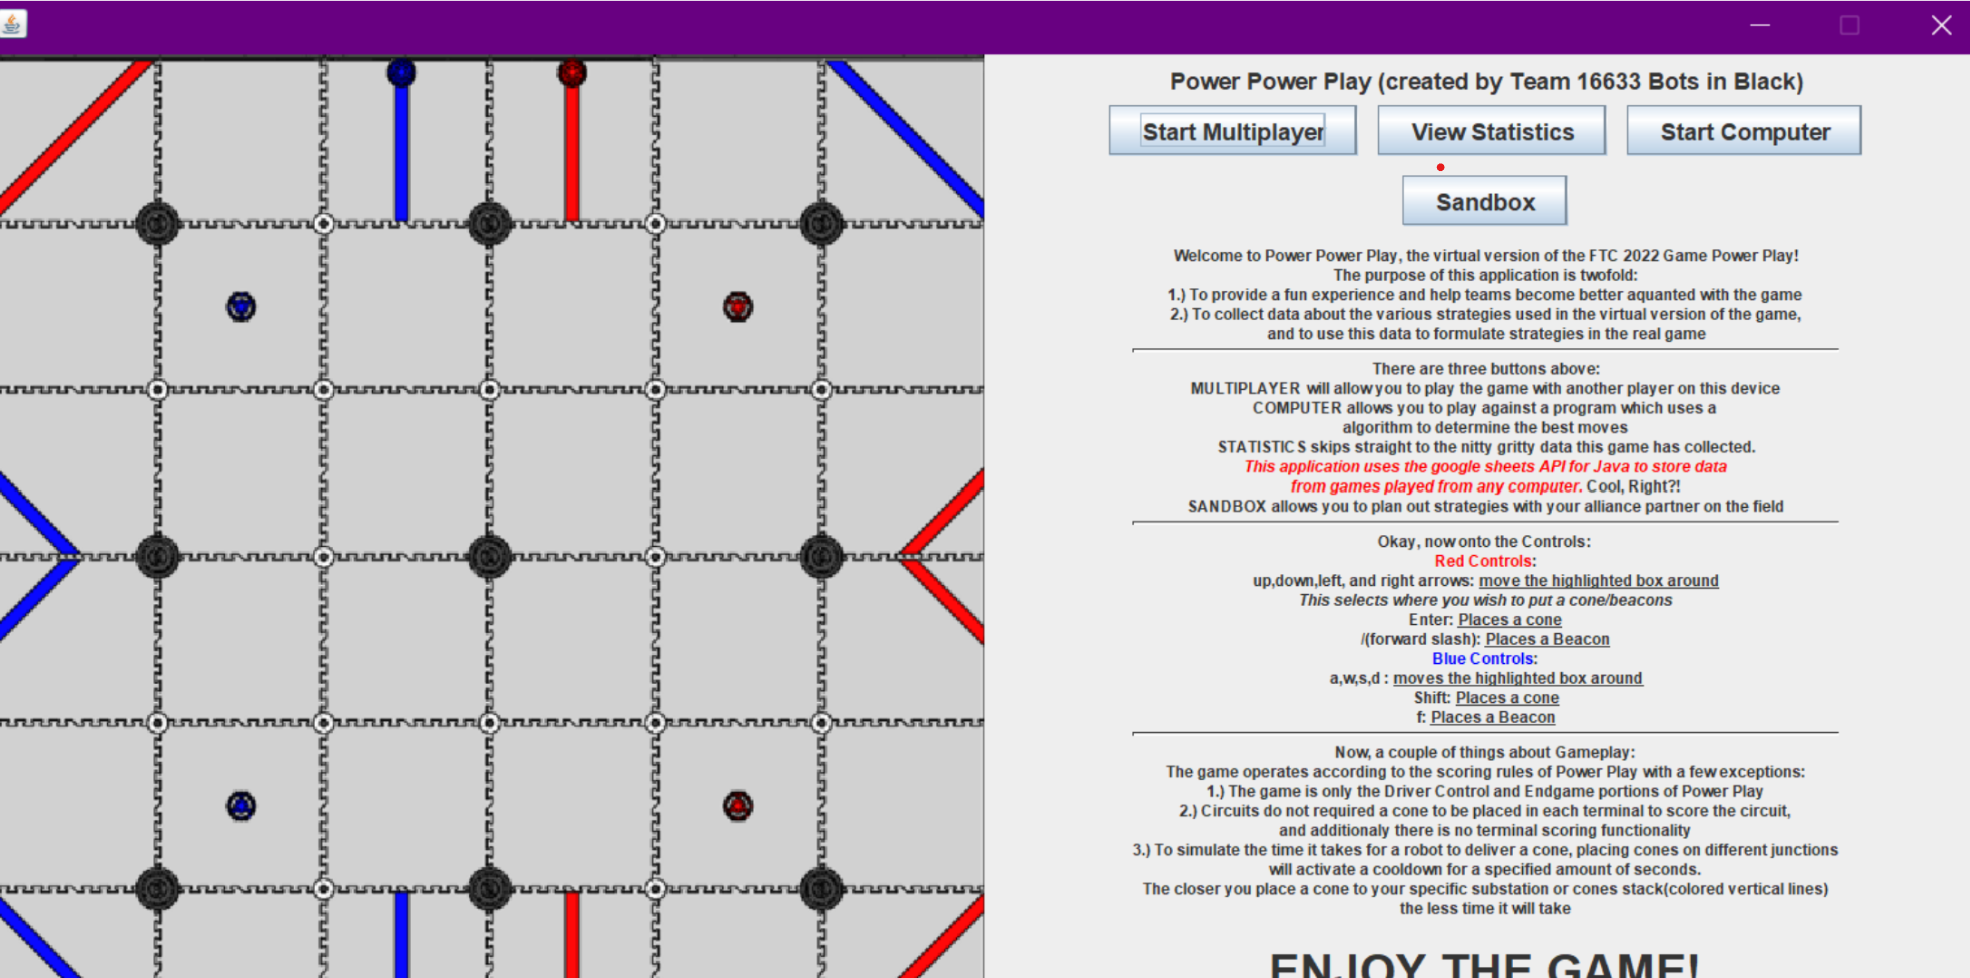 Power Power Play (created by Team 16633 Bots in Black)
Start Multiplayer
View Statistics
Start Computer
Sandbox
Welcome to Power Power Play, the virtual version of the FTC 2022 Game Power Play!
The purpose of this application is twofold:
1.) To provide a fun experience and help teams become better aquanted with the game
2.) To collect data about the various strategies used in the virtual version of the game,
and to use this data to formulate strategies in the real game
There are three buttons above:
MULTIPLAYER will allow you to play the game with another player on this device
COMPUTER allows you to play against a program which uses a
algorithm to determine the best moves
STATISTICS skips straight to the nitty gritty data this game has collected.
This application uses the google sheets API for Java to store data
from games played from any computer. Cool, Right?!
SANDBOX allows you to plan out strategies with your alliance partner on the field
Okay, now onto the Controls:
Red Controls:
up,down,left, and right arrows: move the highlighted box around
This selects where you wish to put a cone/beacons
Enter: Places a cone
/(forward slash): Places a Beacon
Blue Controls:
a,w,s,d : moves the highlighted box around
Shift: Places a cone
f: Places a Beacon
Now, a couple of things about Gameplay:
The game operates according to the scoring rules of Power Play with a few exceptions:
1.) The game is only the Driver Control and Endgame portions of Power Play
2.) Circuits do not required a cone to be placed in each terminal to score the circuit,
and additionaly there is no terminal scoring functionality
3.) To simulate the time it takes for a robot to deliver a cone, placing cones on different junctions
will activate a cooldown for a specified amount of seconds.
The closer you place a cone to your specific substation or cones stack(colored vertical lines)
the less time it will take
ENJOY THE GAME!